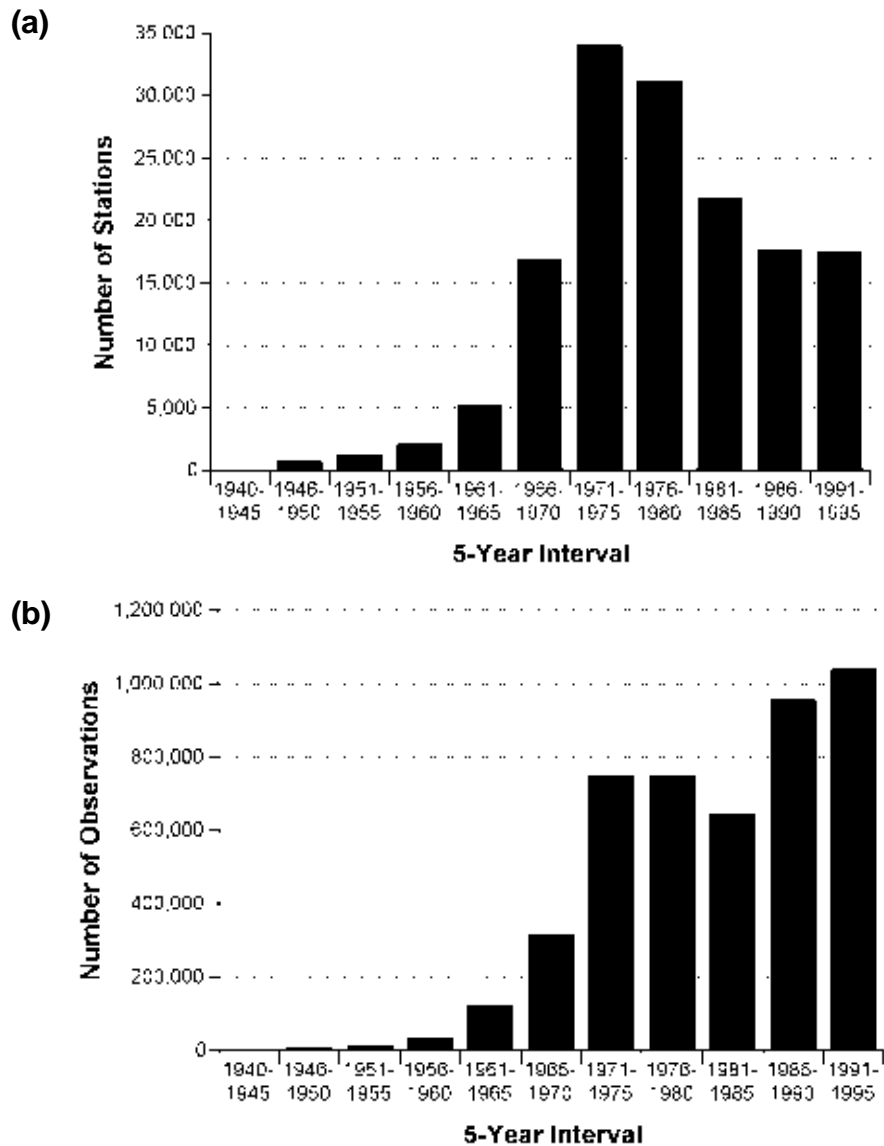 (a)
35,000
30,000
25,000
20,000
15,000
10,000
5,000
0
Number of Stations
1940- 1946- 1951- 1956- 1961- 1966- 1971- 1976- 1981- 1986- 1991-
1945 1950 1955 1960 1965 1970 1975 1980 1985 1990 1995
5-Year Interval
(b)
1,200,000
1,000,000
800,000
600,000
400,000
200,000
0
Number of Observations
1940- 1946- 1951- 1956- 1961- 1966- 1971- 1976- 1981- 1986- 1991-
1945 1950 1955 1960 1965 1970 1975 1980 1985 1990 1995
5-Year Interval